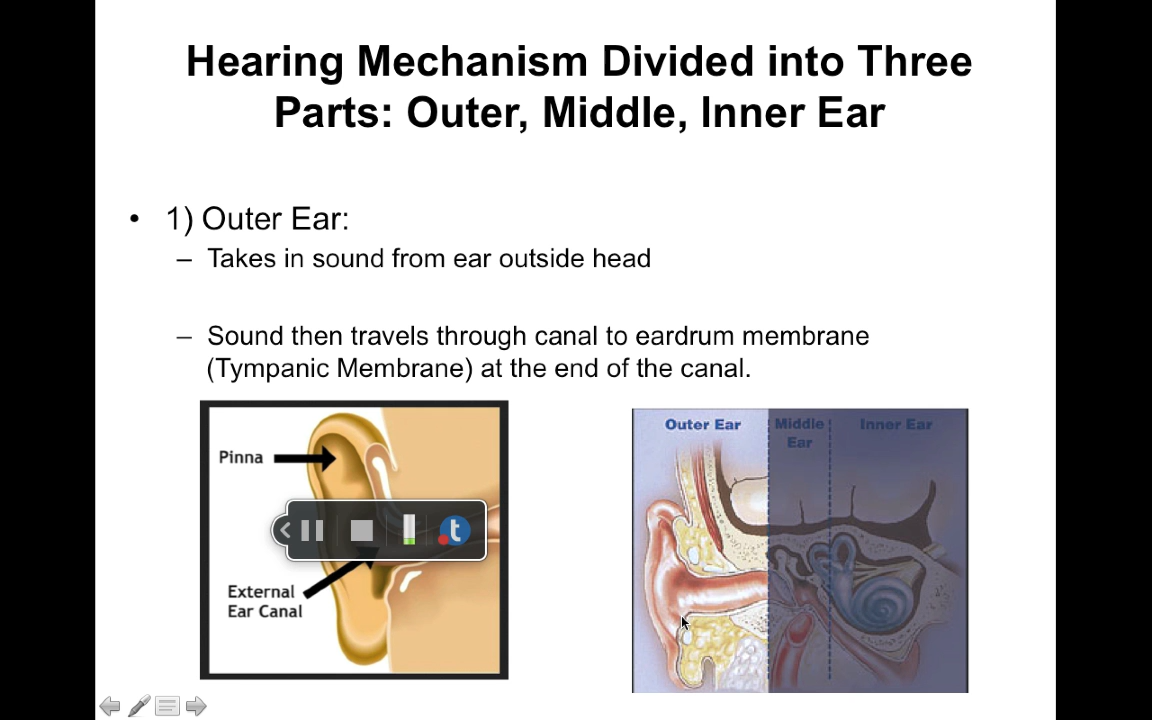 Hearing Mechanism Divided into Three
Parts: Outer, Middle, Inner Ear
• 1) Outer Ear:
– Takes in sound from ear outside head
– Sound then travels through canal to eardrum membrane
(Tympanic Membrane) at the end of the canal.
Pinna
External
Ear Canal
t
Outer Ear
Middle
Ear
Inner Ear